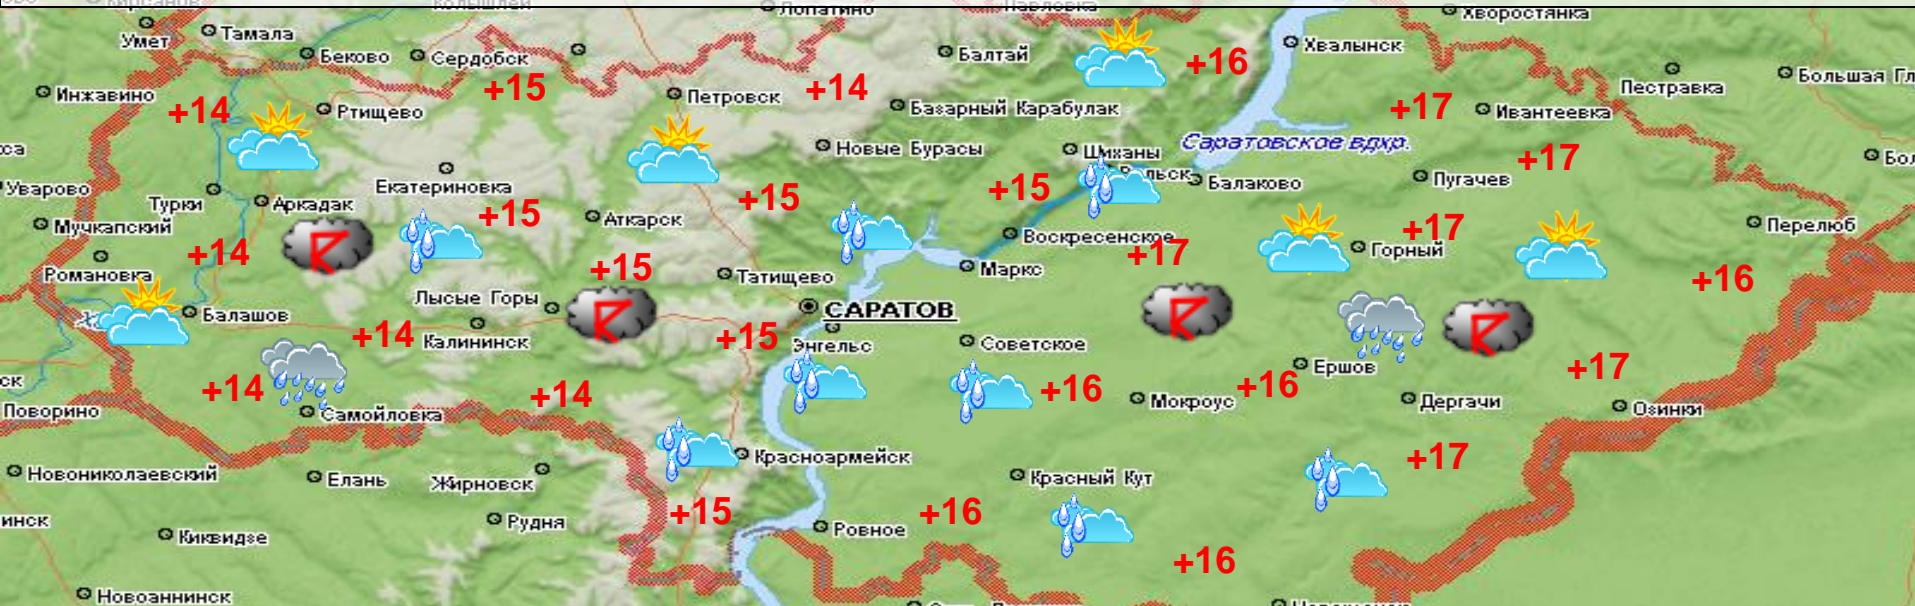 Лопатино
Хворостянка
Умет
Тамала
Беково
Сердобск
Балтай
+16
Хвалынск
Пестравка
Инжавино
+14
Ртищево
+15
Петровск
+14
Базарный Карабулак
+17
Ивантеевка
Новые Бурасы
Шиханы
Саратовское вдхр.
+17
Уварово
Турки
Аркадак
Екатериновка
+15
Аткарск
+15
+15
Балаково
Пугачев
Мучкапский
+14
Воскресенское
+17
+17
Горный
Перелюб
Романовка
+15
Татищево
Маркс
+16
Лысые Горы
Балашов
САРАТОВ
+14
Калининск
+15
Энгельс
Советское
Ершов
+17
+14
Самойловка
+14
+16
Мокроус
+16
Дергачи
Озинки
Поворино
Новониколаевский
Елань
Жирновск
Красноармейск
Красный Кут
+17
Киквидзе
Рудня
+15
Ровное
+16
+16
Новоаннинск